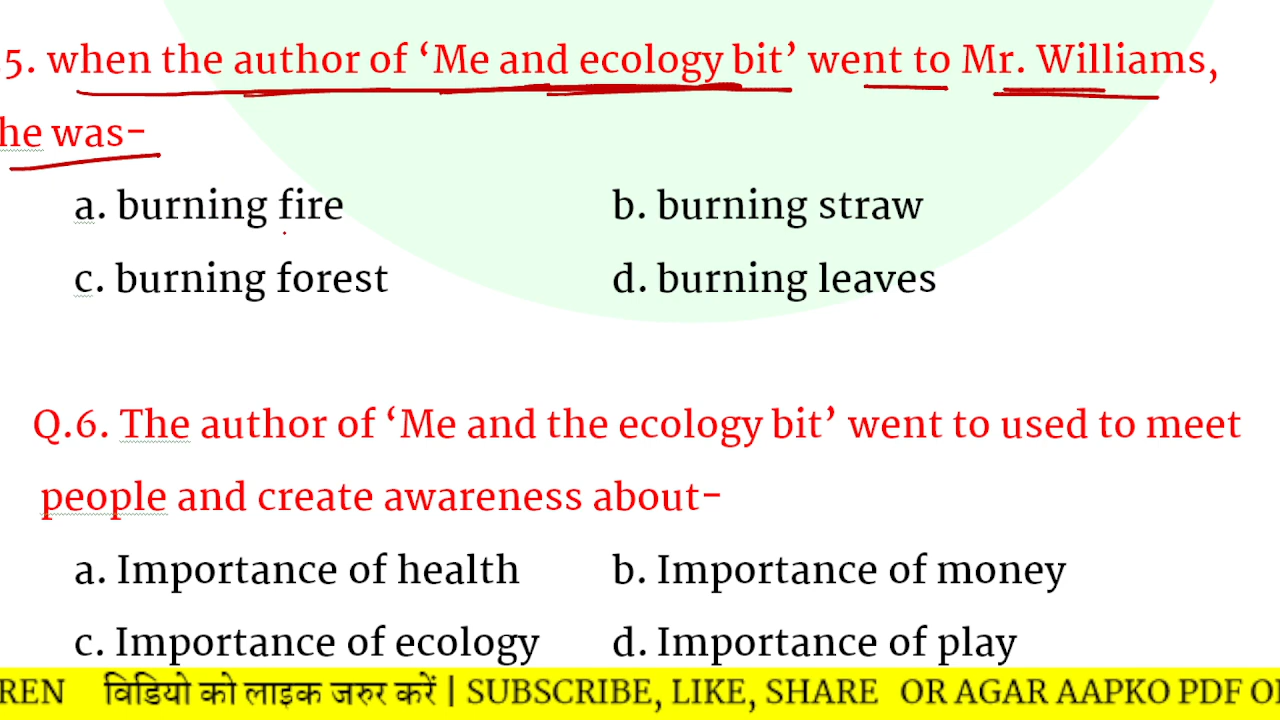 5. when the author of ‘Me and ecology bit’ went to Mr. Williams,
he was-
a. burning fire b. burning straw
c. burning forest d. burning leaves
Q.6. The author of ‘Me and the ecology bit’ went to used to meet
people and create awareness about-
a. Importance of health b. Importance of money
c. Importance of ecology d. Importance of play
REN विडियो को लाइक जरुर करें | SUBSCRIBE, LIKE, SHARE OR AGAR AAPKO PDF